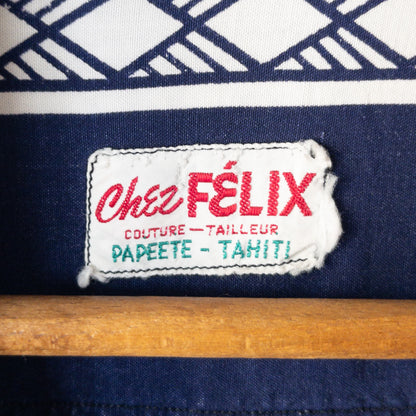 Chez FÉLIX
COUTURE — TAILLEUR
PAPEETE - TAHITI